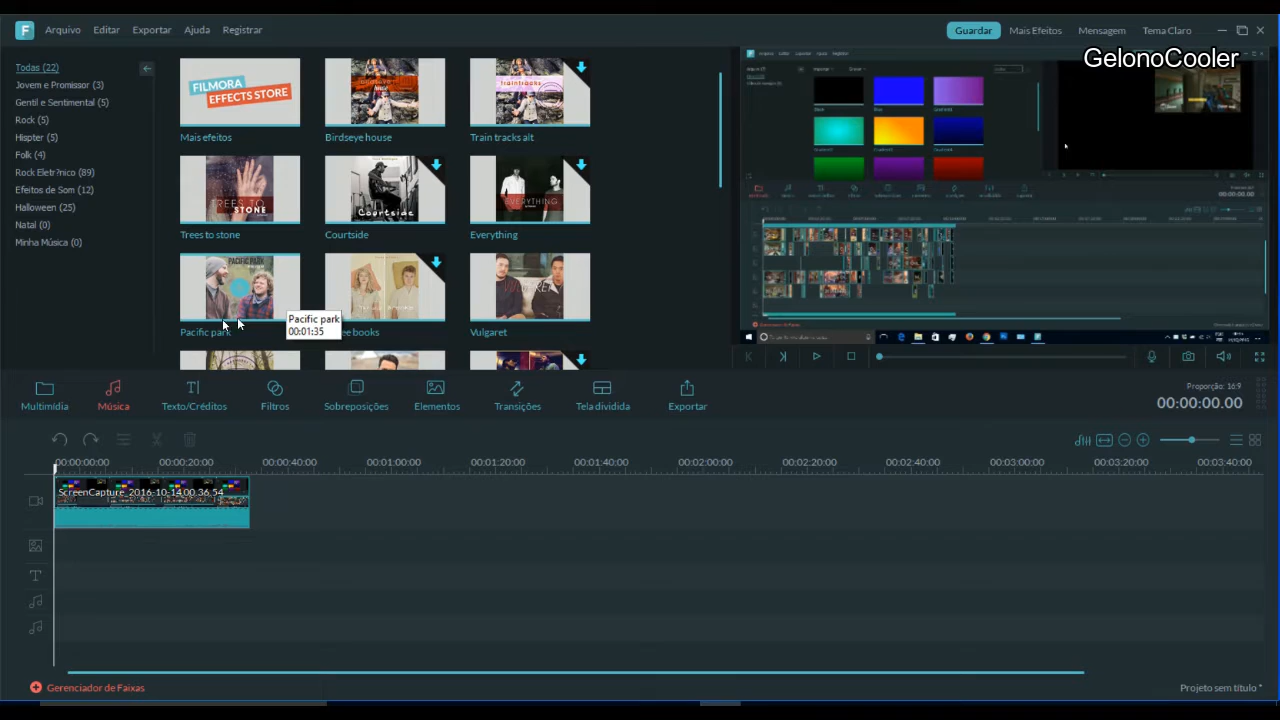 Arquivo Editar Exportar Ajuda Registrar
Guardar Mais Efeitos Mensagem Tema Claro
GelonoCooler
Todas (22)
Jovem e Promissor (3)
Gentil e Sentimental (5)
Rock (5)
Hispter (5)
Folk (4)
Rock Eletr?nico (89)
Efeitos de Som (12)
Halloween (25)
Natal (0)
Minha Música (0)
FILMORA
EFFECTS STORE
house
traintracks
Mais efeitos Birdseye house Train tracks alt
TREES TO
STONE
Courtside
EVERYTHING
Trees to stone Courtside Everything
PACIFIC PARK
Pacific park
00:01:35
Pacific park ee books Vulgaret
Multimídia Música Texto/Créditos Filtros Sobreposições Elementos Transições Tela dividida Exportar
Proporção: 16:9
00:00:00.00
00:00:00:00 00:00:20:00 00:00:40:00 00:01:00:00 00:01:20:00 00:01:40:00 00:02:00:00 00:02:20:00 00:02:40:00 00:03:00:00 00:03:20:00 00:03:40:00
ScreenCapture_2016-10-14 00.36.54
T
Gerenciador de Faixas
Projeto sem título *